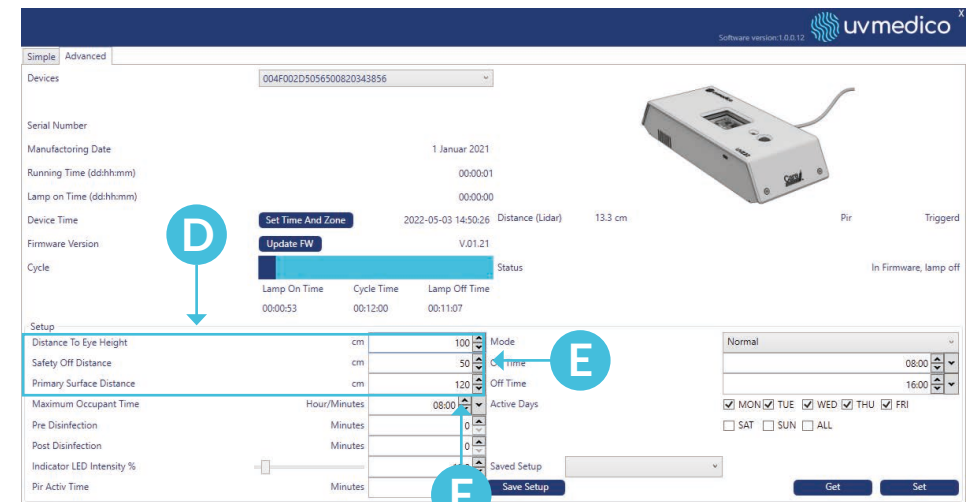 X
Software version:1.0.0.12 uvmedico
Simple Advanced
Devices 004F002D5056500820343856
Serial Number
Manufactoring Date 1 Januar 2021
Running Time (dd:hh:mm) 00:00:01
Lamp on Time (dd:hh:mm) 00:00:00
Device Time Set Time And Zone 2022-05-03 14:50:26 Distance (Lidar) 13.3 cm Pir Triggerd
D
Firmware Version Update FW V.01.21
Cycle Status In Firmware, lamp off
Lamp On Time Cycle Time Lamp Off Time
00:00:53 00:12:00 00:11:07
Setup
Distance To Eye Height cm 100 Mode Normal
E
Safety Off Distance cm 50 Time 08:00
Primary Surface Distance cm 120 Off Time 16:00
Maximum Occupant Time Hour/Minutes 08:00 Active Days MON TUE WED THU FRI
Pre Disinfection Minutes 0 SAT SUN ALL
Post Disinfection Minutes 0
Indicator LED Intensity % Saved Setup
Pir Activ Time Minutes Save Setup Get Set